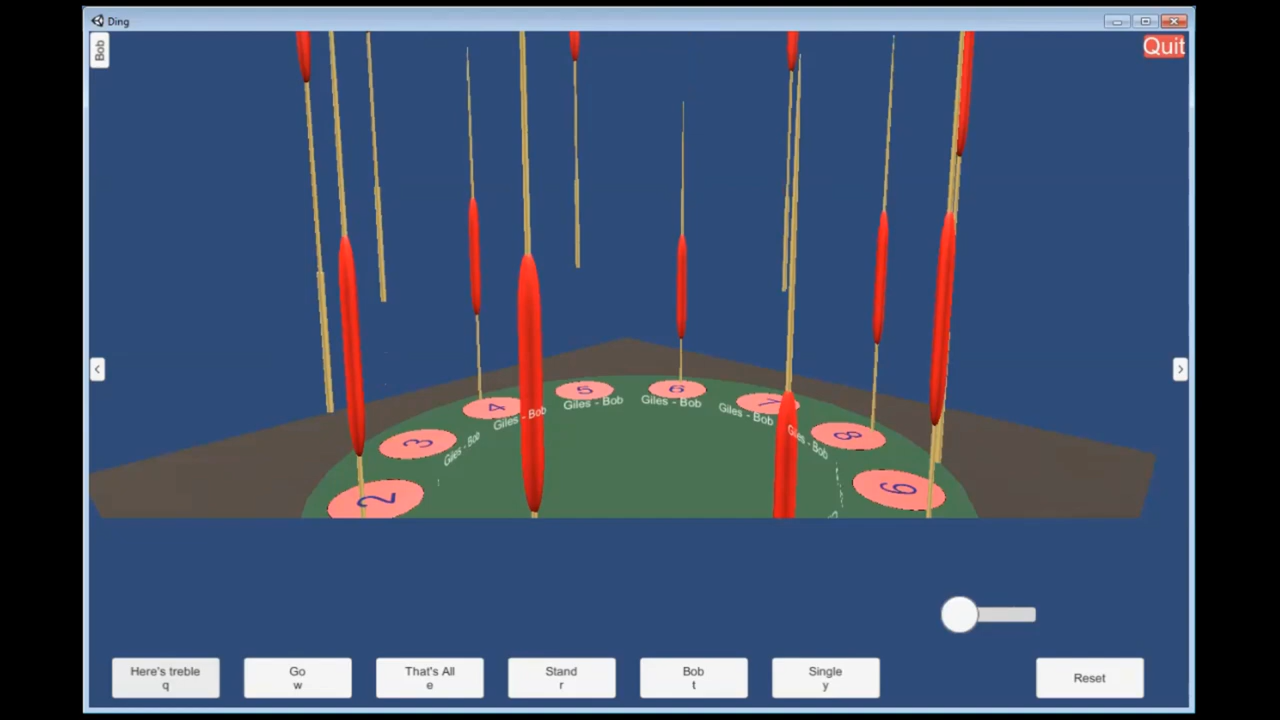 Ding
Bob
Quit
<
>
5
6
4
7
3
8
2
9
Giles - Bob
Giles - Bob
Giles - Bob
Giles - Bob
Giles - Bob
Giles - Bob
Here's treble
q
Go
w
That's All
e
Stand
r
Bob
t
Single
y
Reset